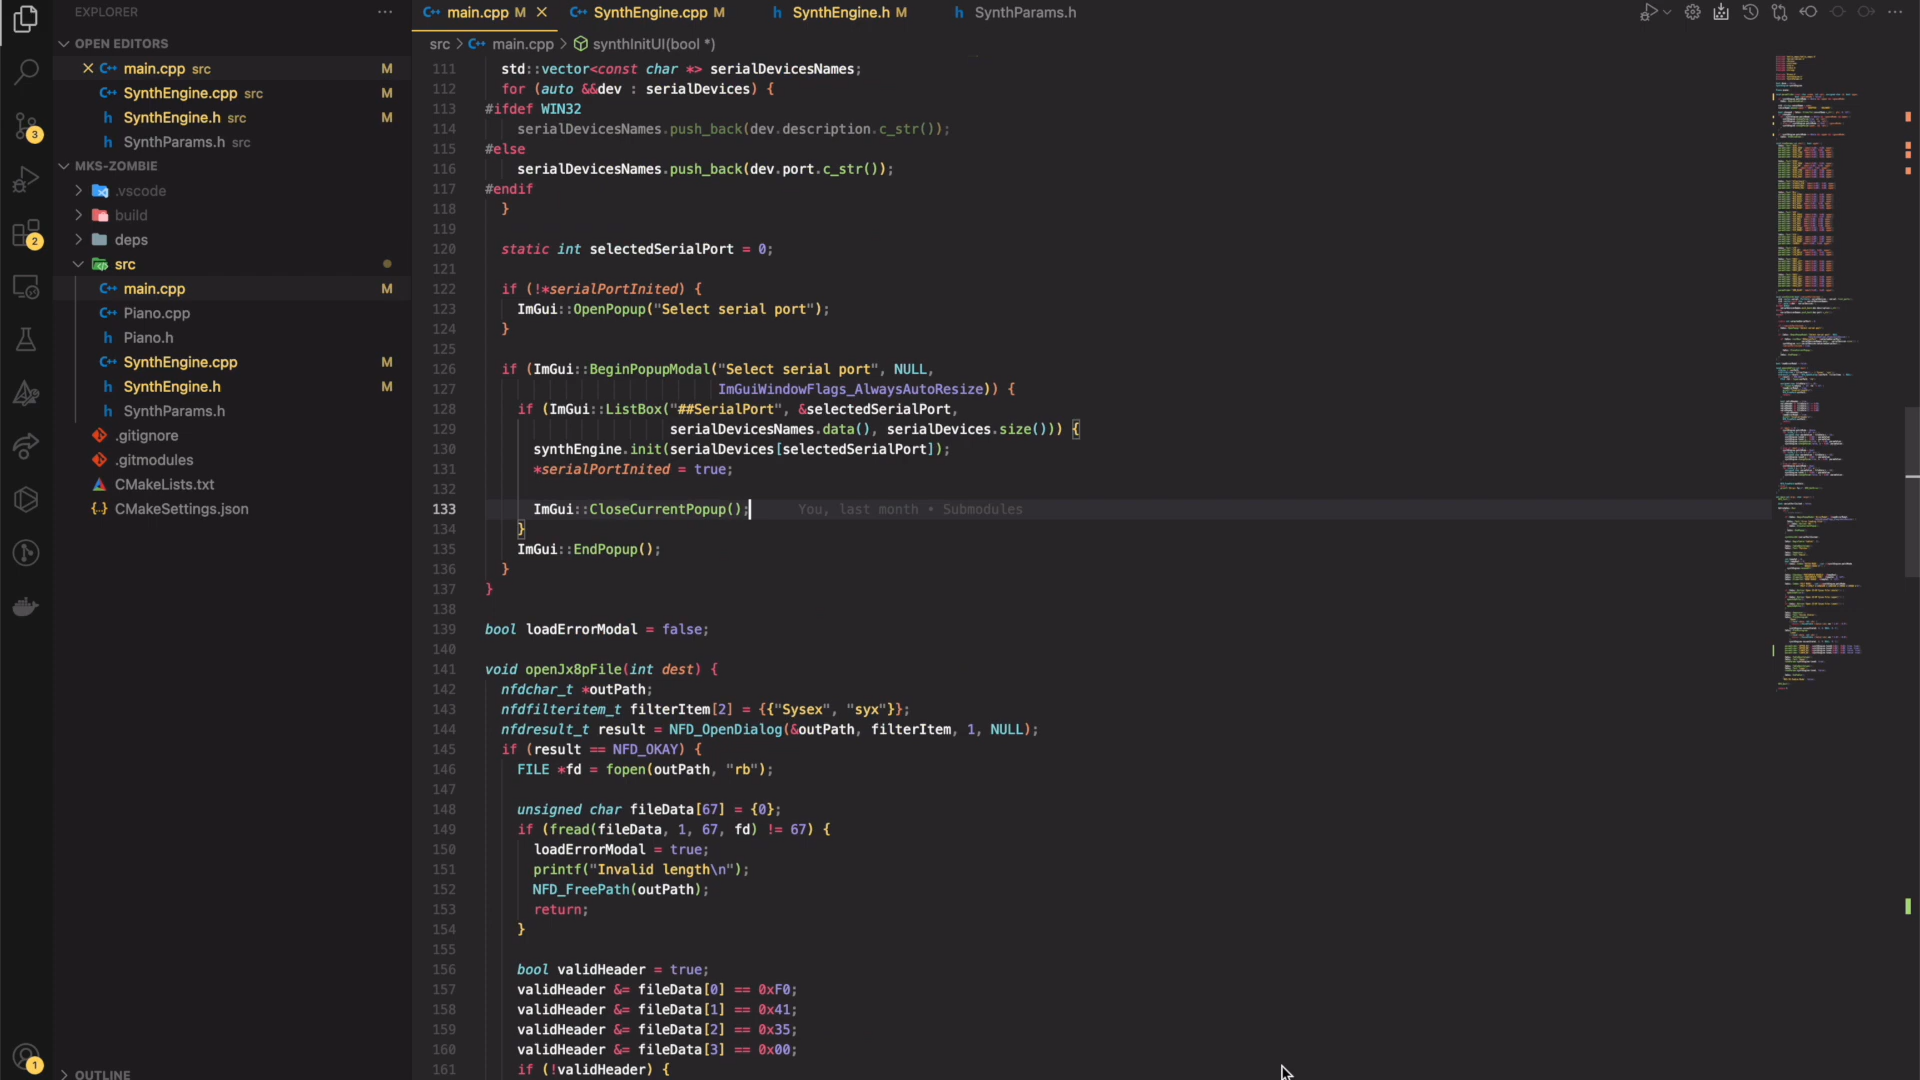 EXPLORER
OPEN EDITORS
main.cpp src M
SynthEngine.cpp src M
SynthEngine.h src M
SynthParams.h src
MKS-ZOMBIE
.vscode
build
deps
src
main.cpp M
Piano.cpp
Piano.h
SynthEngine.cpp M
SynthEngine.h M
SynthParams.h
.gitignore
.gitmodules
CMakeLists.txt
CMakeSettings.json
OUTLINE
3
2
1
main.cpp M
SynthEngine.cpp M
SynthEngine.h M
SynthParams.h
src > main.cpp > synthInitUI(bool *)
111 std::vector<const char *> serialDevicesNames;
112 for (auto &&dev : serialDevices) {
113 #ifdef WIN32
114 serialDevicesNames.push_back(dev.description.c_str());
115 #else
116 serialDevicesNames.push_back(dev.port.c_str());
117 #endif
118 }
119
120 static int selectedSerialPort = 0;
121
122 if (!*serialPortInited) {
123 ImGui::OpenPopup("Select serial port");
124 }
125
126 if (ImGui::BeginPopupModal("Select serial port", NULL,
127 ImGuiWindowFlags_AlwaysAutoResize)) {
128 if (ImGui::ListBox("##SerialPort", &selectedSerialPort,
129 serialDevicesNames.data(), serialDevices.size())) {
130 synthEngine.init(serialDevices[selectedSerialPort]);
131 *serialPortInited = true;
132
133 ImGui::CloseCurrentPopup(); You, last month • Submodules
134 }
135 ImGui::EndPopup();
136 }
137 }
138
139 bool loadErrorModal = false;
140
141 void openJx8pFile(int dest) {
142 nfdchar_t *outPath;
143 nfdfilteritem_t filterItem[2] = {{"Sysex", "syx"}};
144 nfdresult_t result = NFD_OpenDialog(&outPath, filterItem, 1, NULL);
145 if (result == NFD_OKAY) {
146 FILE *fd = fopen(outPath, "rb");
147
148 unsigned char fileData[67] = {0};
149 if (fread(fileData, 1, 67, fd) != 67) {
150 loadErrorModal = true;
151 printf("Invalid length\n");
152 NFD_FreePath(outPath);
153 return;
154 }
155
156 bool validHeader = true;
157 validHeader &= fileData[0] == 0xF0;
158 validHeader &= fileData[1] == 0x41;
159 validHeader &= fileData[2] == 0x35;
160 validHeader &= fileData[3] == 0x00;
161 if (!validHeader) {